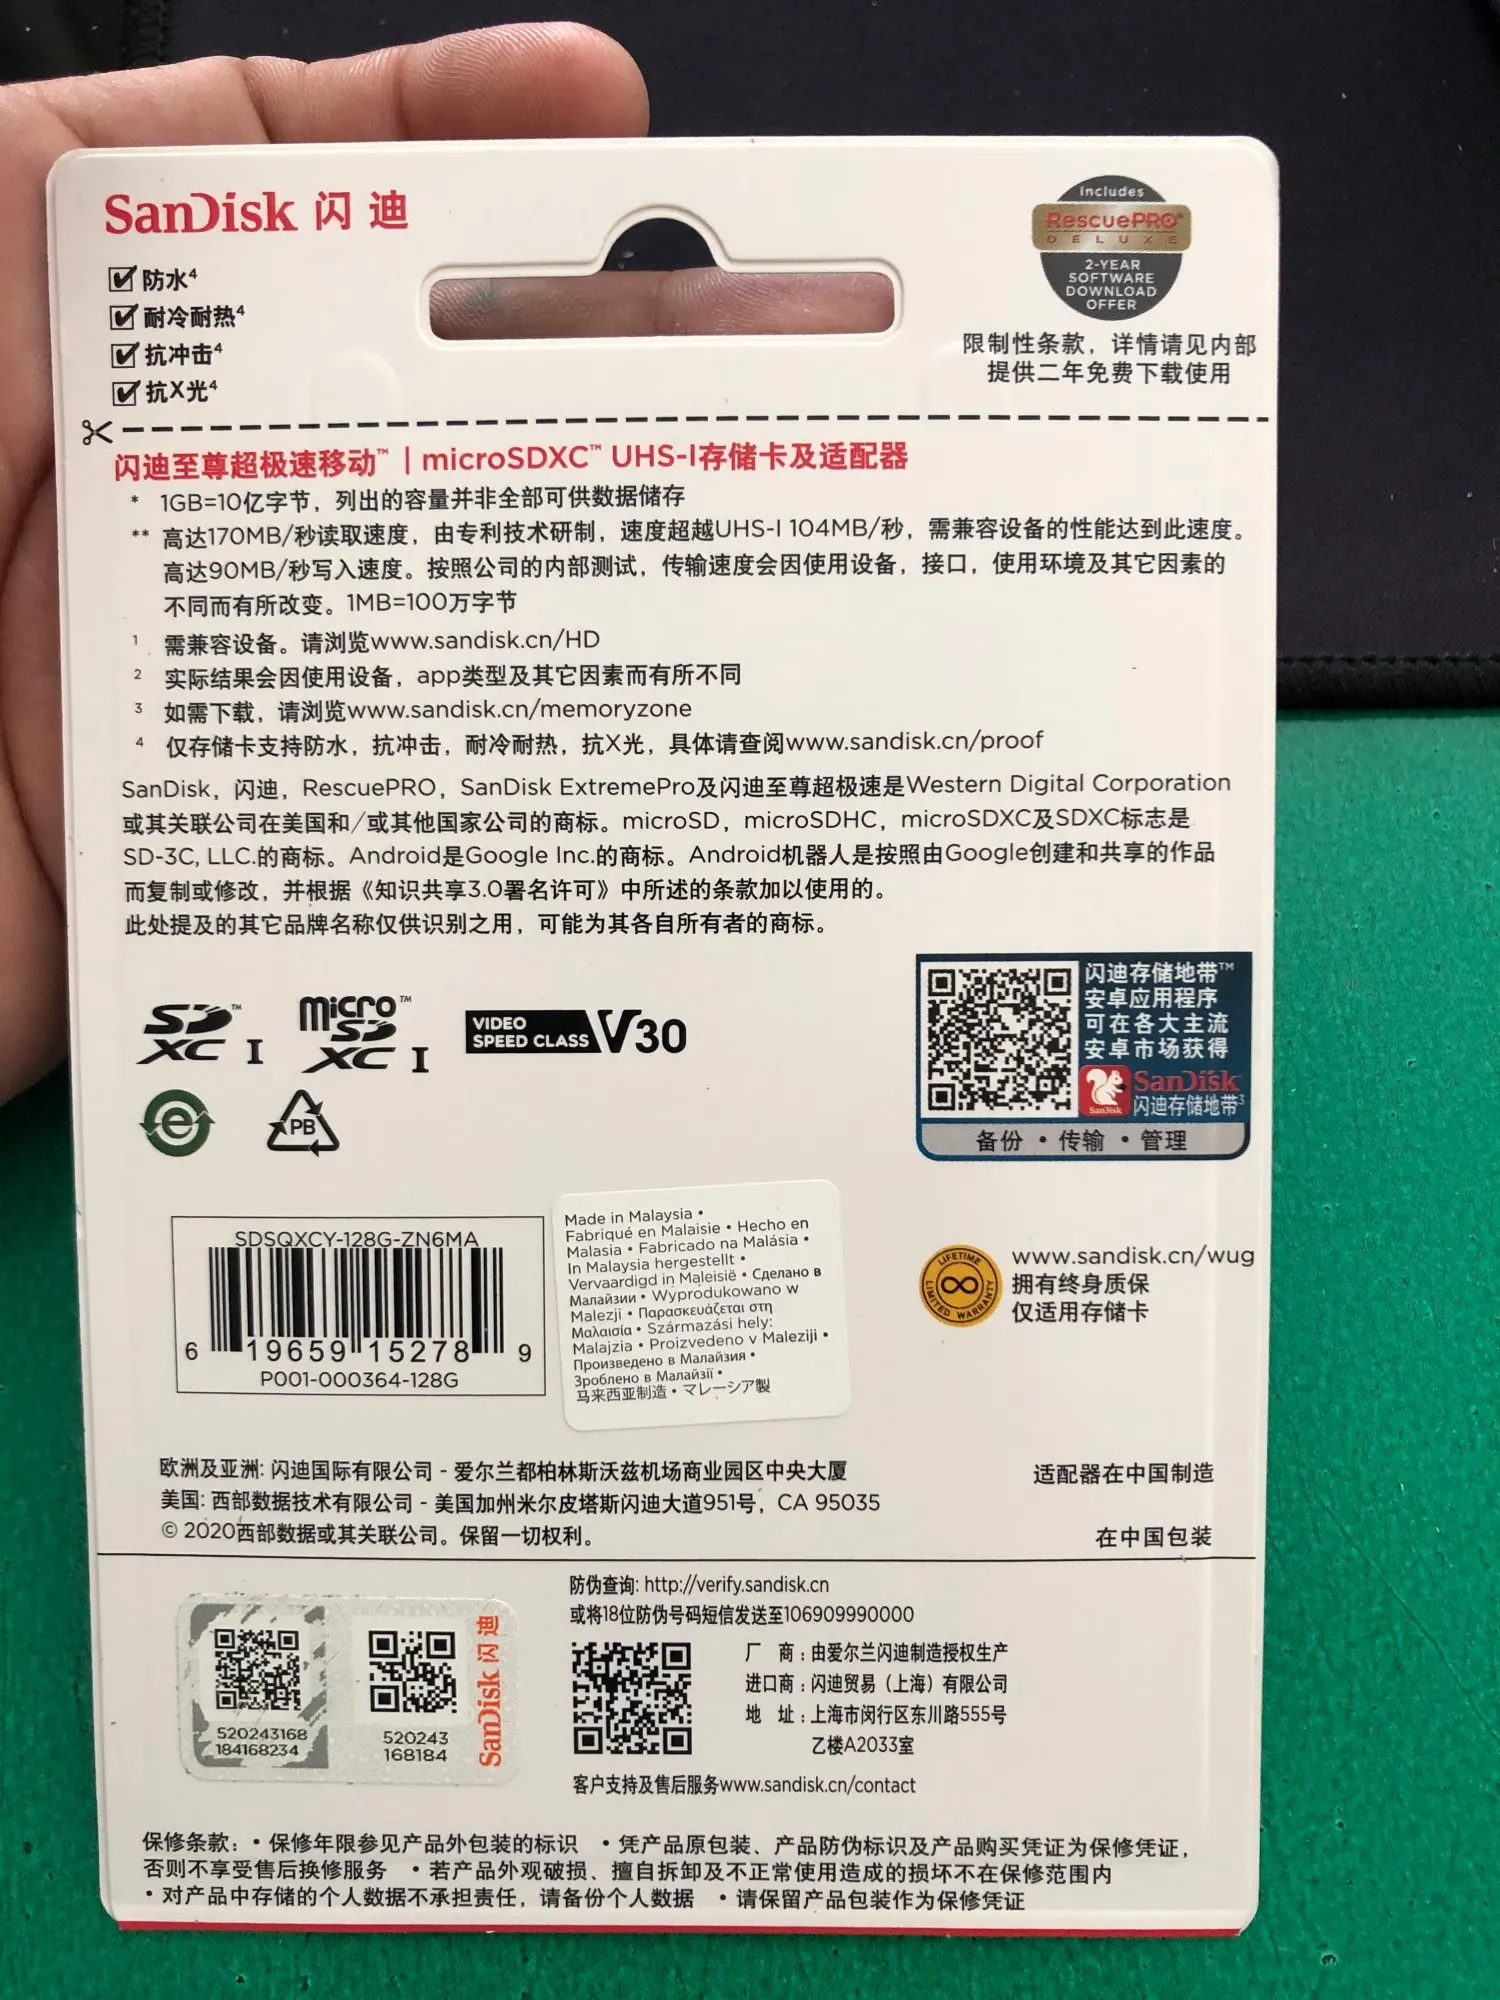 SanDisk 闪迪
防水4
耐冷耐热4
抗冲击4
抗X光4
Includes
RescuePRO®
DELUXE
2-YEAR
SOFTWARE
DOWNLOAD
OFFER
限制性条款，详情请见内部
提供二年免费下载使用
闪迪至尊超极速移动™ | microSDXC™ UHS-I存储卡及适配器
* 1GB=10亿字节，列出的容量并非全部可供数据储存
** 高达170MB/秒读取速度，由专利技术研制，速度超越UHS-I 104MB/秒，需兼容设备的性能达到此速度。
高达90MB/秒写入速度。按照公司的内部测试，传输速度会因使用设备，接口，使用环境及其它因素的
不同而有所改变。1MB=100万字节
1 需兼容设备。请浏览www.sandisk.cn/HD
2 实际结果会因使用设备，app类型及其它因素而有所不同
3 如需下载，请浏览www.sandisk.cn/memoryzone
4 仅存储卡支持防水，抗冲击，耐冷耐热，抗X光，具体请查阅www.sandisk.cn/proof
SanDisk，闪迪，RescuePRO，SanDisk ExtremePro及闪迪至尊超极速是Western Digital Corporation
或其关联公司在美国和/或其他国家公司的商标。microSD，microSDHC，microSDXC及SDXC标志是
SD-3C, LLC.的商标。Android是Google Inc.的商标。Android机器人是按照由Google创建和共享的作品
而复制或修改，并根据《知识共享3.0署名许可》中所述的条款加以使用的。
此处提及的其它品牌名称仅供识别之用，可能为其各自所有者的商标。
SD XC I™
micro SD XC I™
VIDEO SPEED CLASS V30
闪迪存储地带™
安卓应用程序
可在各大主流
安卓市场获得
SanDisk
SanDisk
闪迪存储地带3
备份 • 传输 • 管理
e
PB
SDSQXCY-128G-ZN6MA
6 19659 15278 9
P001-000364-128G
Made in Malaysia •
Fabriqué en Malaisie • Hecho en
Malasia • Fabricado na Malásia •
In Malaysia hergestellt •
Vervaardigd in Maleisië • Сделано в
Малайзии • Wyprodukowano w
Malezji • Παρασκευάζεται στη
Μαλαισία • Származási hely:
Malajzia • Proizvedeno v Maleziji •
Произведено в Малайзия •
Зроблено в Малайзії •
马来西亚制造 • マレーシア製
LIFETIME
LIMITED WARRANTY
www.sandisk.cn/wug
拥有终身质保
仅适用存储卡
欧洲及亚洲: 闪迪国际有限公司 - 爱尔兰都柏林斯沃兹机场商业园区中央大厦
美国: 西部数据技术有限公司 - 美国加州米尔皮塔斯闪迪大道951号，CA 95035
© 2020西部数据或其关联公司。保留一切权利。
适配器在中国制造
在中国包装
520243168
184168234
520243
168184
SanDisk 闪迪
防伪查询: http://verify.sandisk.cn
或将18位防伪号码短信发送至106909990000
厂 商：由爱尔兰闪迪制造授权生产
进口商：闪迪贸易（上海）有限公司
地 址：上海市闵行区东川路555号
乙楼A2033室
客户支持及售后服务www.sandisk.cn/contact
保修条款：• 保修年限参见产品外包装的标识 • 凭产品原包装、产品防伪标识及产品购买凭证为保修凭证，
否则不享受售后换修服务 • 若产品外观破损、擅自拆卸及不正常使用造成的损坏不在保修范围内
• 对产品中存储的个人数据不承担责任，请备份个人数据 • 请保留产品包装作为保修凭证